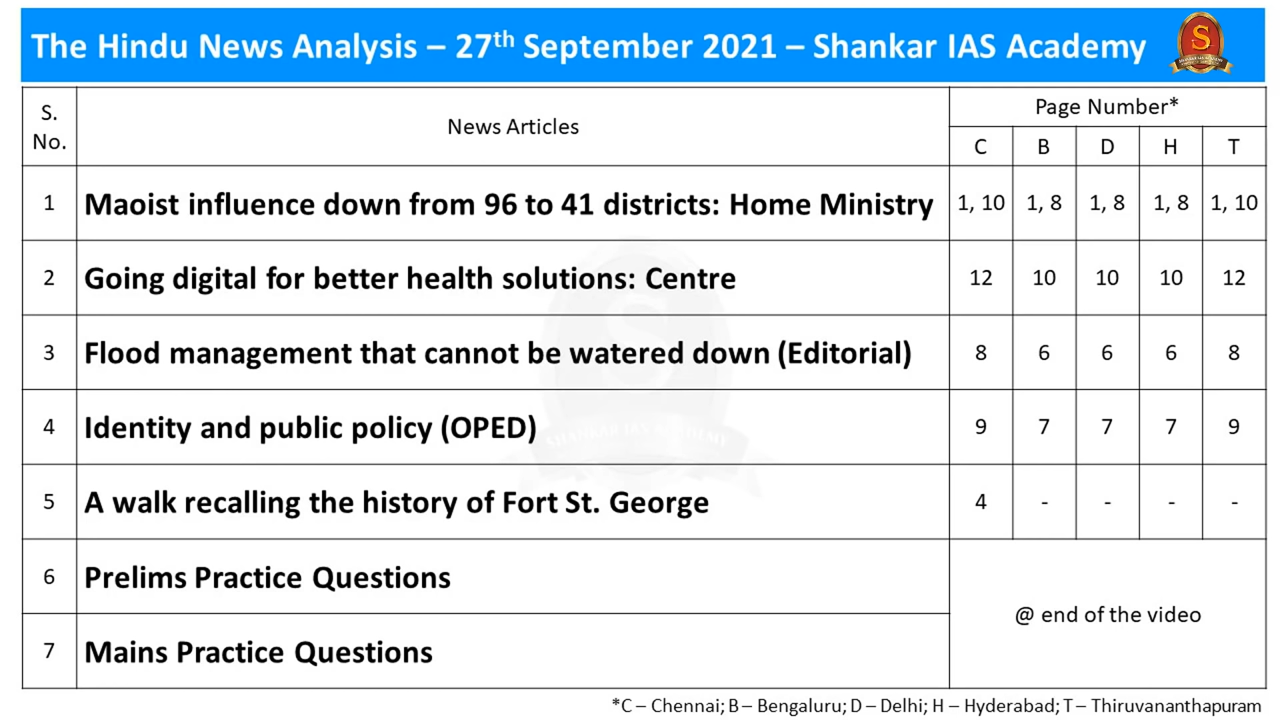 The Hindu News Analysis – 27th September 2021 – Shankar IAS Academy
S. No.
News Articles
Page Number*
C B D H T
1 Maoist influence down from 96 to 41 districts: Home Ministry 1, 10 1, 8 1, 8 1, 8 1, 10
2 Going digital for better health solutions: Centre 12 10 10 10 12
3 Flood management that cannot be watered down (Editorial) 8 6 6 6 8
4 Identity and public policy (OPED) 9 7 7 7 9
5 A walk recalling the history of Fort St. George 4 - - - -
6 Prelims Practice Questions
@ end of the video
7 Mains Practice Questions
*C – Chennai; B – Bengaluru; D – Delhi; H – Hyderabad; T – Thiruvananthapuram
SHANKAR IAS ACADEMY